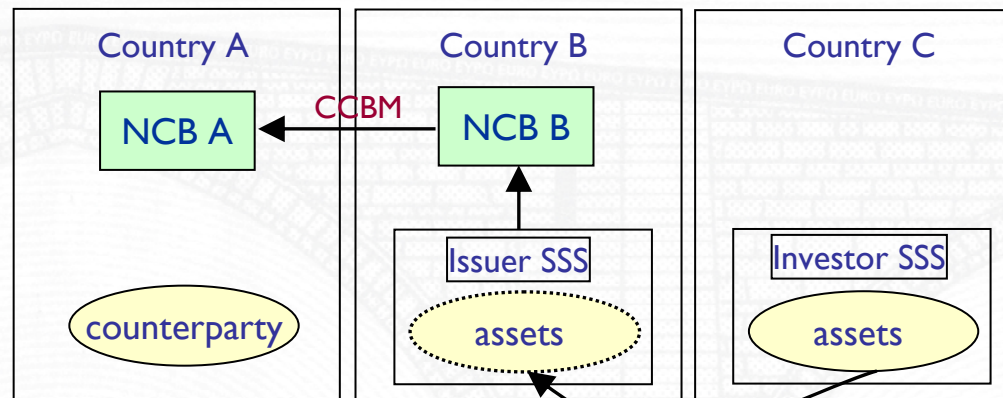 Country A
Country B
Country C
CCBM
NCB A
NCB B
Issuer SSS
Investor SSS
counterparty
assets
assets